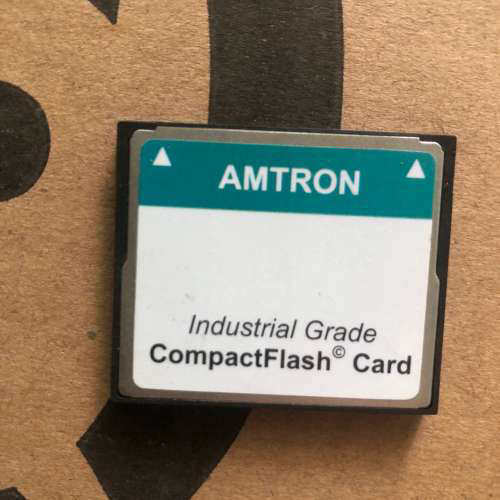 AMTRON
Industrial Grade
CompactFlash© Card